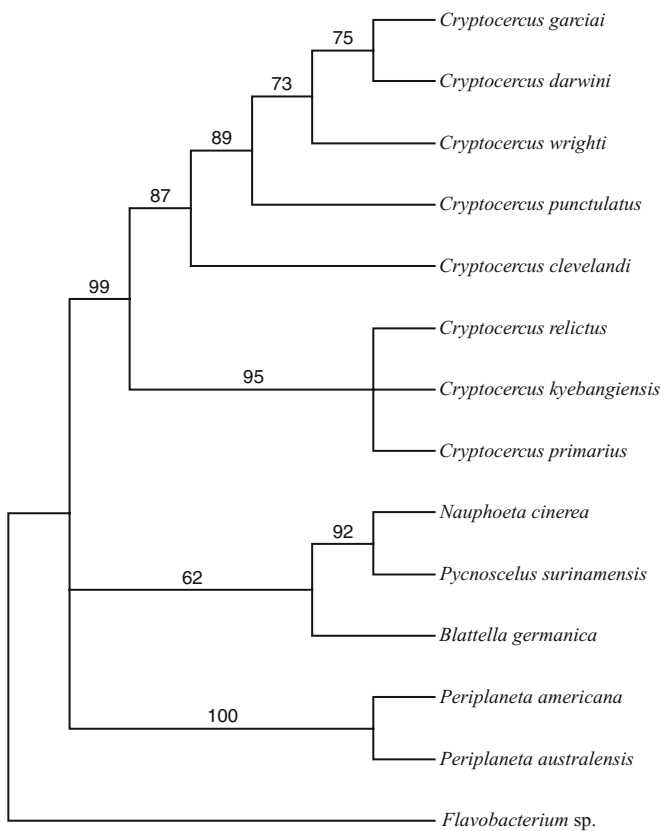 Cryptocercus garciai
75
Cryptocercus darwini
73
Cryptocercus wrighti
89
Cryptocercus punctulatus
87
Cryptocercus clevelandi
99
Cryptocercus relictus
95
Cryptocercus kyebangiensis
Cryptocercus primarius
Nauphoeta cinerea
92
Pycnoscelus surinamensis
62
Blattella germanica
Periplaneta americana
100
Periplaneta australensis
Flavobacterium sp.